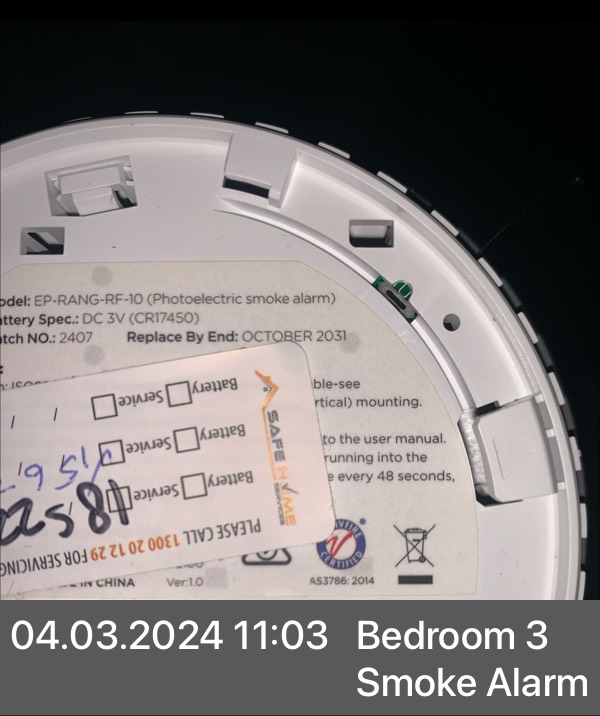 odel: EP-RANG-RF-10 (Photoelectric smoke alarm)
ttery Spec.: DC 3V (CR17450)
tch NO.: 2407 Replace By End: OCTOBER 2031
ble-see
rtical) mounting.
to the user manual.
running into the
e every 48 seconds,
PLEASE CALL 1300 20 12 29 FOR SERVICING
Battery Service
Battery Service
Battery Service
SAFE HOME
CERTIFIED
IN CHINA Ver:1.0 AS3786: 2014
04.03.2024 11:03 Bedroom 3
Smoke Alarm